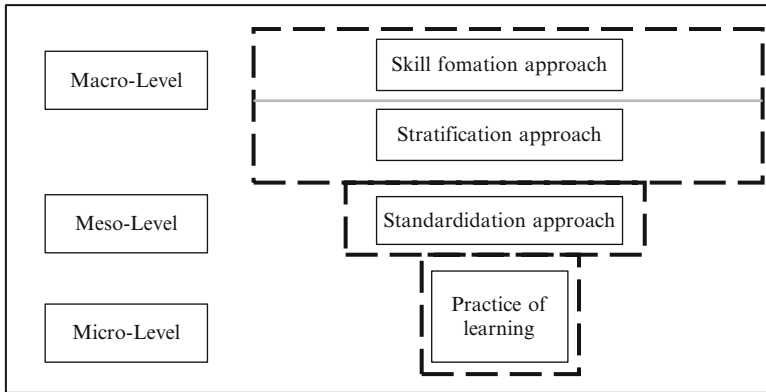 Macro-Level
Skill fomation approach
Stratification approach
Meso-Level
Standardidation approach
Micro-Level
Practice of
learning